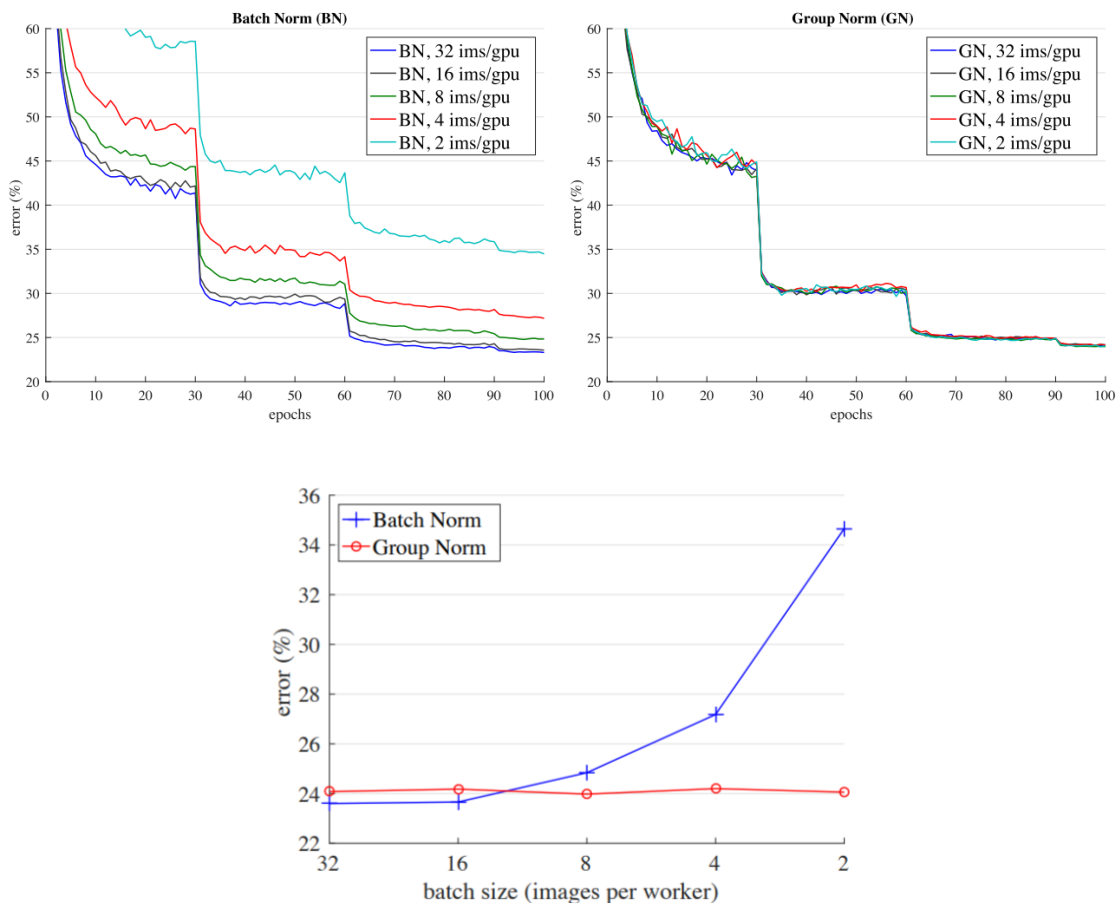 Batch Norm (BN)
60
55
50
45
40
35
30
25
20
error (%)
BN, 32 ims/gpu
BN, 16 ims/gpu
BN, 8 ims/gpu
BN, 4 ims/gpu
BN, 2 ims/gpu
0 10 20 30 40 50 60 70 80 90 100
epochs
Group Norm (GN)
60
55
50
45
40
35
30
25
20
error (%)
GN, 32 ims/gpu
GN, 16 ims/gpu
GN, 8 ims/gpu
GN, 4 ims/gpu
GN, 2 ims/gpu
0 10 20 30 40 50 60 70 80 90 100
epochs
36
34
32
30
28
26
24
22
error (%)
Batch Norm
Group Norm
32 16 8 4 2
batch size (images per worker)